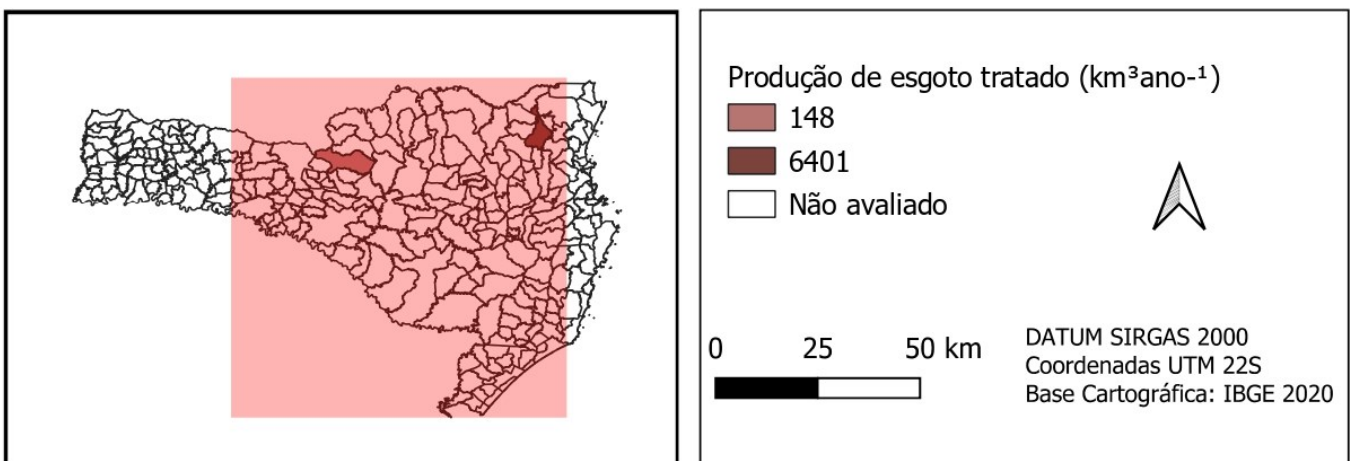 Produção de esgoto tratado (km³ano-¹)
148
6401
Não avaliado
0 25 50 km
DATUM SIRGAS 2000
Coordenadas UTM 22S
Base Cartográfica: IBGE 2020